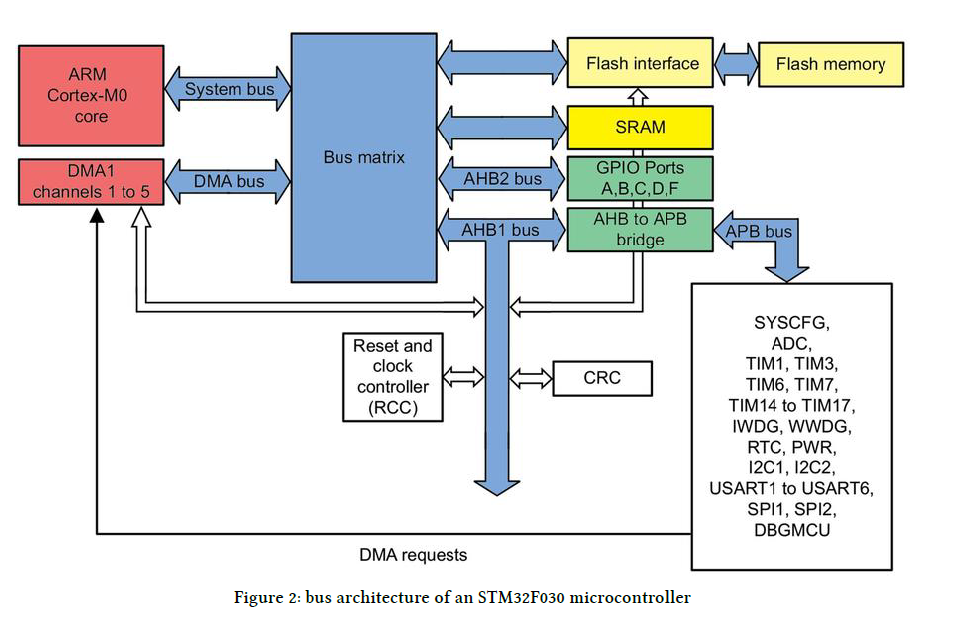 ARM
Cortex-M0
core
System bus
DMA1
channels 1 to 5
DMA bus
Bus matrix
Flash interface
Flash memory
SRAM
AHB2 bus
GPIO Ports
A,B,C,D,F
AHB1 bus
AHB to APB
bridge
APB bus
Reset and
clock
controller
(RCC)
CRC
SYSCFG,
ADC,
TIM1, TIM3,
TIM6, TIM7,
TIM14 to TIM17,
IWDG, WWDG,
RTC, PWR,
I2C1, I2C2,
USART1 to USART6,
SPI1, SPI2,
DBGMCU
DMA requests
Figure 2: bus architecture of an STM32F030 microcontroller